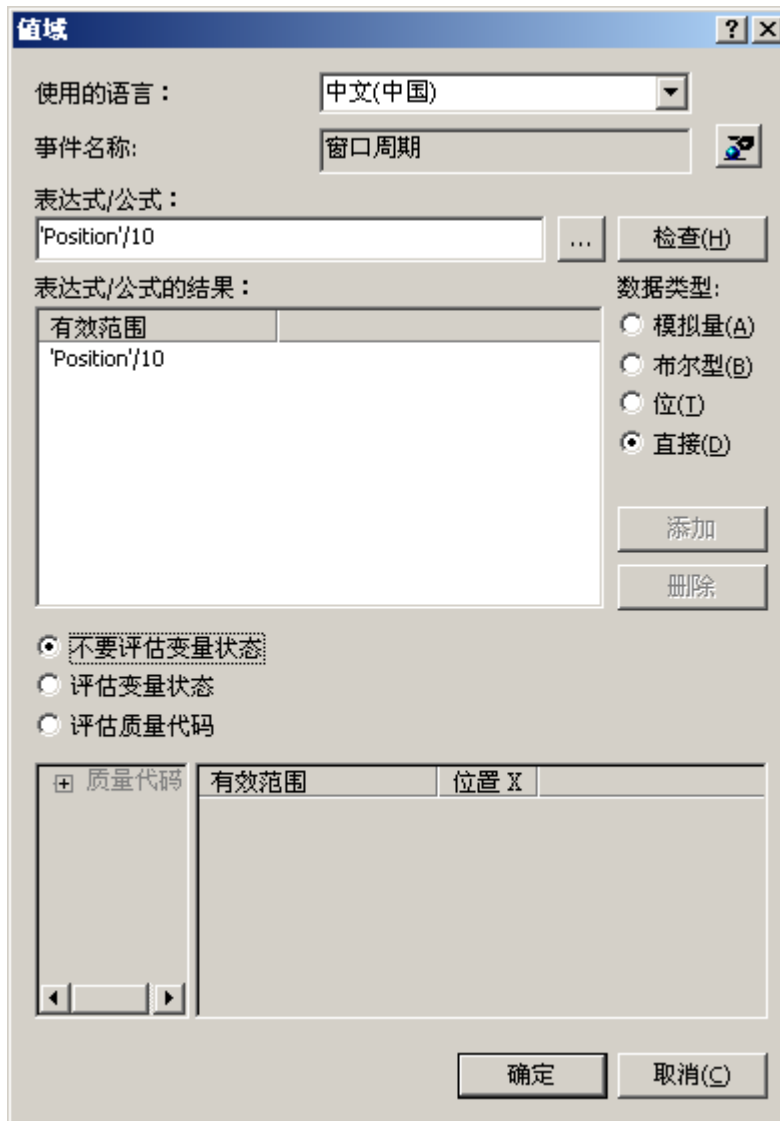 值域
使用的语言：
中文(中国)
事件名称:
窗口周期
表达式/公式：
'Position'/10
...
检查(H)
表达式/公式的结果：
数据类型:
有效范围
'Position'/10
模拟量(A)
布尔型(B)
位(T)
直接(D)
添加
删除
不要评估变量状态
评估变量状态
评估质量代码
质量代码
有效范围
位置 X
确定
取消(C)